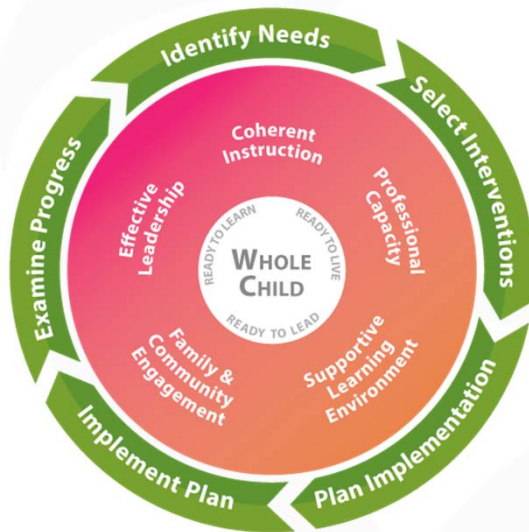 Identify Needs
Select Interventions
Plan Implementation
Implement Plan
Examine Progress
Coherent
Instruction
Professional
Capacity
Supportive
Learning
Environment
Family &
Community
Engagement
Effective
Leadership
READY TO LEARN
READY TO LIVE
READY TO LEAD
WHOLE
CHILD